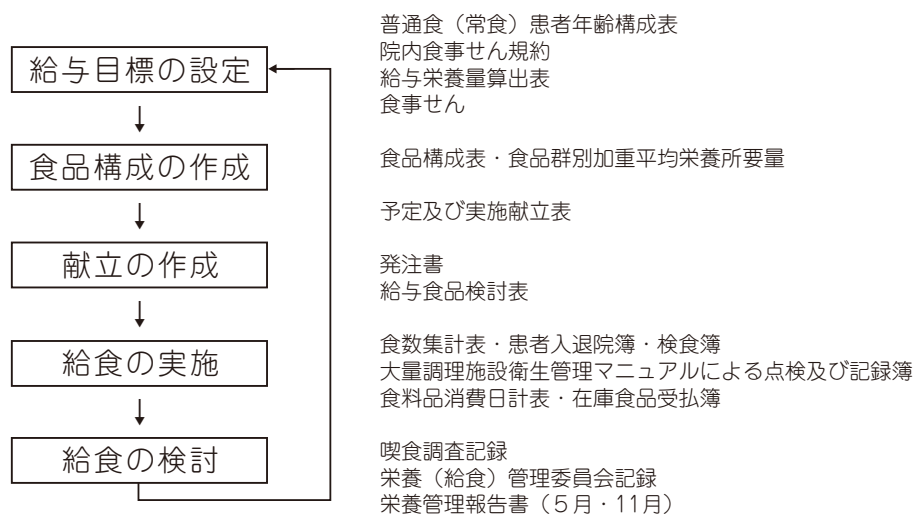 給与目標の設定
食品構成の作成
献立の作成
給食の実施
給食の検討
普通食（常食）患者年齢構成表
院内食事せん規約
給与栄養量算出表
食事せん
食品構成表・食品群別加重平均栄養所要量
予定及び実施献立表
発注書
給与食品検討表
食数集計表・患者入退院簿・検食簿
大量調理施設衛生管理マニュアルによる点検及び記録簿
食料品消費日計表・在庫食品受払簿
喫食調査記録
栄養（給食）管理委員会記録
栄養管理報告書（５月・11月）